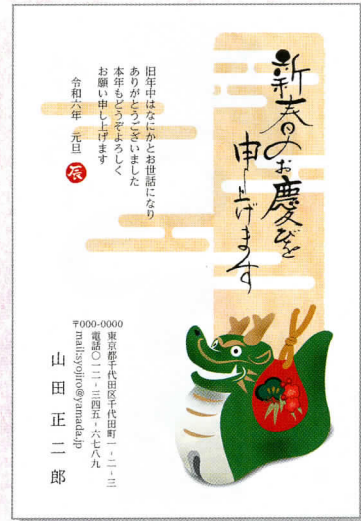 新春のお慶びを
申し上げます
旧年中はなにかとお世話になり
ありがとうございました
本年もどうぞよろしく
お願い申し上げます
令和六年　元旦
辰
〒000-0000
東京都千代田区千代田町一-二-三
電話〇一二-三四五-六七八九
mail:syojiro@yamada.jp
山田正二郎